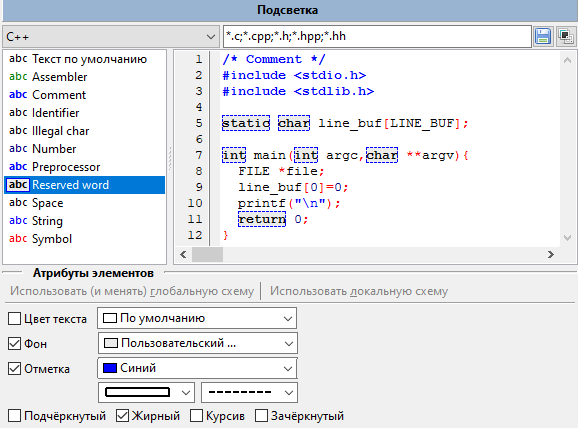 Подсветка
C++
*.c;*.cpp;*.h;*.hpp;*.hh
abc Текст по умолчанию
abc Assembler
abc Comment
abc Identifier
abc Illegal char
abc Number
abc Preprocessor
abc Reserved word
abc Space
abc String
abc Symbol
1 /* Comment */
2 #include <stdio.h>
3 #include <stdlib.h>
4
5 static char line_buf[LINE_BUF];
6
7 int main(int argc,char **argv){
8 FILE *file;
9 line_buf[0]=0;
10 printf("\n");
11 return 0;
12 }
Атрибуты элементов
Использовать (и менять) глобальную схему
Использовать локальную схему
Цвет текста По умолчанию
Фон Пользовательский ...
Отметка Синий
Подчёркнутый Жирный Курсив Зачёркнутый